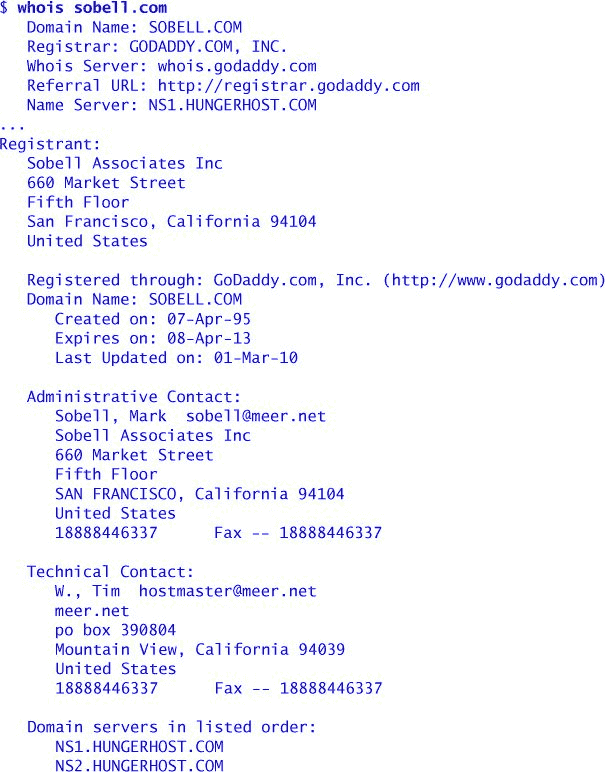 $ whois sobell.com
Domain Name: SOBELL.COM
Registrar: GODADDY.COM, INC.
Whois Server: whois.godaddy.com
Referral URL: http://registrar.godaddy.com
Name Server: NS1.HUNGERHOST.COM
...
Registrant:
Sobell Associates Inc
660 Market Street
Fifth Floor
San Francisco, California 94104
United States
Registered through: GoDaddy.com, Inc. (http://www.godaddy.com)
Domain Name: SOBELL.COM
Created on: 07-Apr-95
Expires on: 08-Apr-13
Last Updated on: 01-Mar-10
Administrative Contact:
Sobell, Mark  sobell@meer.net
Sobell Associates Inc
660 Market Street
Fifth Floor
SAN FRANCISCO, California 94104
United States
18888446337      Fax -- 18888446337
Technical Contact:
W., Tim  hostmaster@meer.net
meer.net
po box 390804
Mountain View, California 94039
United States
18888446337      Fax -- 18888446337
Domain servers in listed order:
NS1.HUNGERHOST.COM
NS2.HUNGERHOST.COM